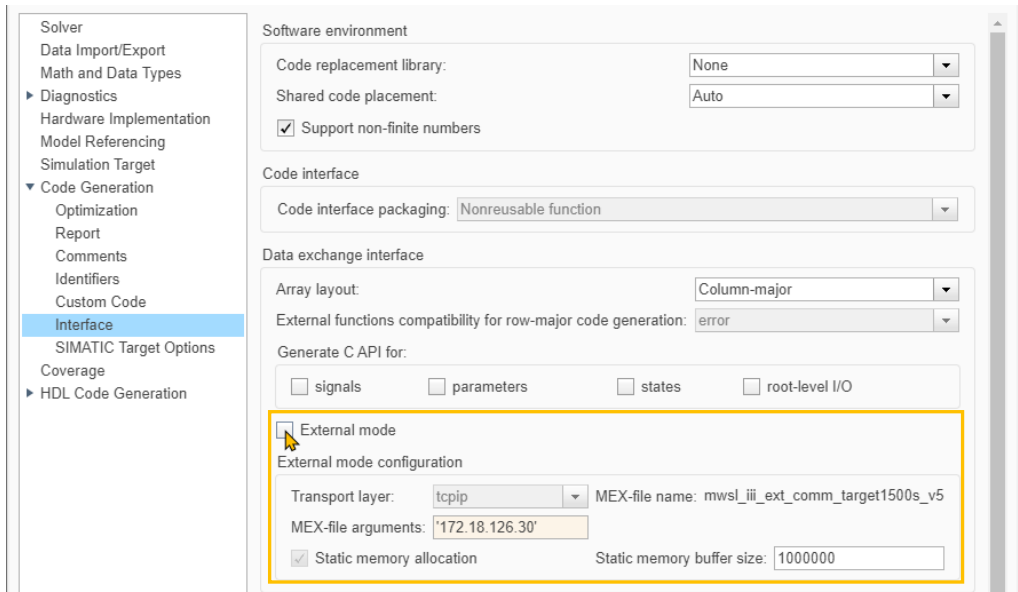 Solver
Data Import/Export
Math and Data Types
Diagnostics
Hardware Implementation
Model Referencing
Simulation Target
Code Generation
Optimization
Report
Comments
Identifiers
Custom Code
Interface
SIMATIC Target Options
Coverage
HDL Code Generation
Software environment
Code replacement library: None
Shared code placement: Auto
Support non-finite numbers
Code interface
Code interface packaging: Nonreusable function
Data exchange interface
Array layout: Column-major
External functions compatibility for row-major code generation: error
Generate C API for:
signals parameters states root-level I/O
External mode
External mode configuration
Transport layer: tcpip MEX-file name: mwsl_iii_ext_comm_target1500s_v5
MEX-file arguments: '172.18.126.30'
Static memory allocation Static memory buffer size: 1000000